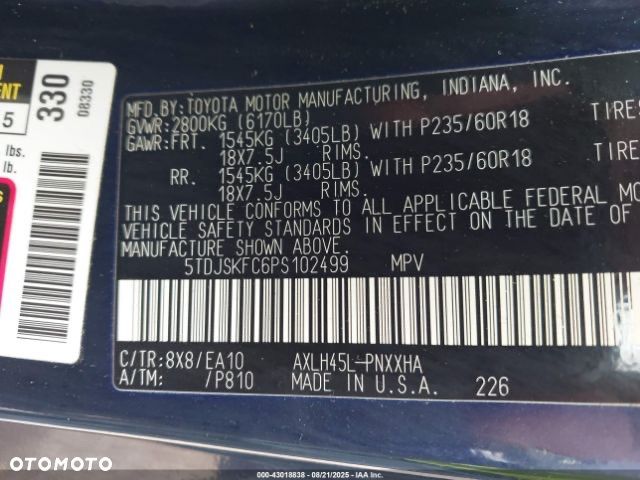 MENT
5
lbs.
lb.
330
08330
MFD. BY: TOYOTA MOTOR MANUFACTURING, INDIANA, INC.
GVWR: 2800KG (6170LB)
GAWR: FRT. 1545KG (3405LB) WITH P235/60R18 TIRES
18X7.5J RIMS.
RR. 1545KG (3405LB) WITH P235/60R18 TIRE
18X7.5J RIMS.
THIS VEHICLE CONFORMS TO ALL APPLICABLE FEDERAL MO
VEHICLE SAFETY STANDARDS IN EFFECT ON THE DATE OF
MANUFACTURE SHOWN ABOVE.
5TDJSKFC6PS102499 MPV
C/TR: 8X8/EA10 AXLH45L-PNXXHA
A/TM: /P810 MADE IN U.S.A. 226
OTOMOTO
000-43018838 - 08/21/2025 - IAA Inc.